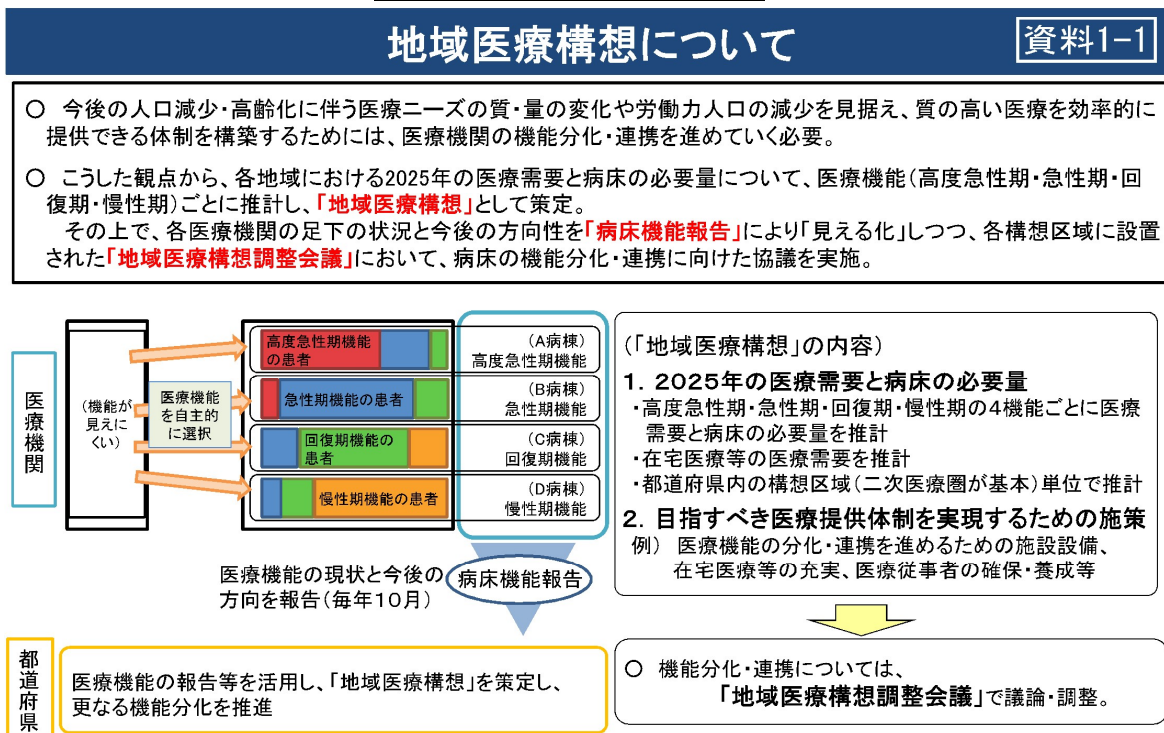 地域医療構想について
資料1-1
○ 今後の人口減少・高齢化に伴う医療ニーズの質・量の変化や労働力人口の減少を見据え、質の高い医療を効率的に
提供できる体制を構築するためには、医療機関の機能分化・連携を進めていく必要。
○ こうした観点から、各地域における2025年の医療需要と病床の必要量について、医療機能(高度急性期・急性期・回
復期・慢性期)ごとに推計し、「地域医療構想」として策定。
その上で、各医療機関の足下の状況と今後の方向性を「病床機能報告」により「見える化」しつつ、各構想区域に設置
された「地域医療構想調整会議」において、病床の機能分化・連携に向けた協議を実施。
医療機関
(機能が
見えに
くい)
医療機能
を自主的
に選択
高度急性期機能
の患者
(A病棟)
高度急性期機能
急性期機能の患者
(B病棟)
急性期機能
回復期機能の
患者
(C病棟)
回復期機能
慢性期機能の患者
(D病棟)
慢性期機能
医療機能の現状と今後の
方向を報告(毎年10月)
病床機能報告
(「地域医療構想」の内容)
1.2025年の医療需要と病床の必要量
・高度急性期・急性期・回復期・慢性期の4機能ごとに医療
需要と病床の必要量を推計
・在宅医療等の医療需要を推計
・都道府県内の構想区域(二次医療圏が基本)単位で推計
2.目指すべき医療提供体制を実現するための施策
例) 医療機能の分化・連携を進めるための施設設備、
在宅医療等の充実、医療従事者の確保・養成等
都道府県
医療機能の報告等を活用し、「地域医療構想」を策定し、
更なる機能分化を推進
○ 機能分化・連携については、
「地域医療構想調整会議」で議論・調整。